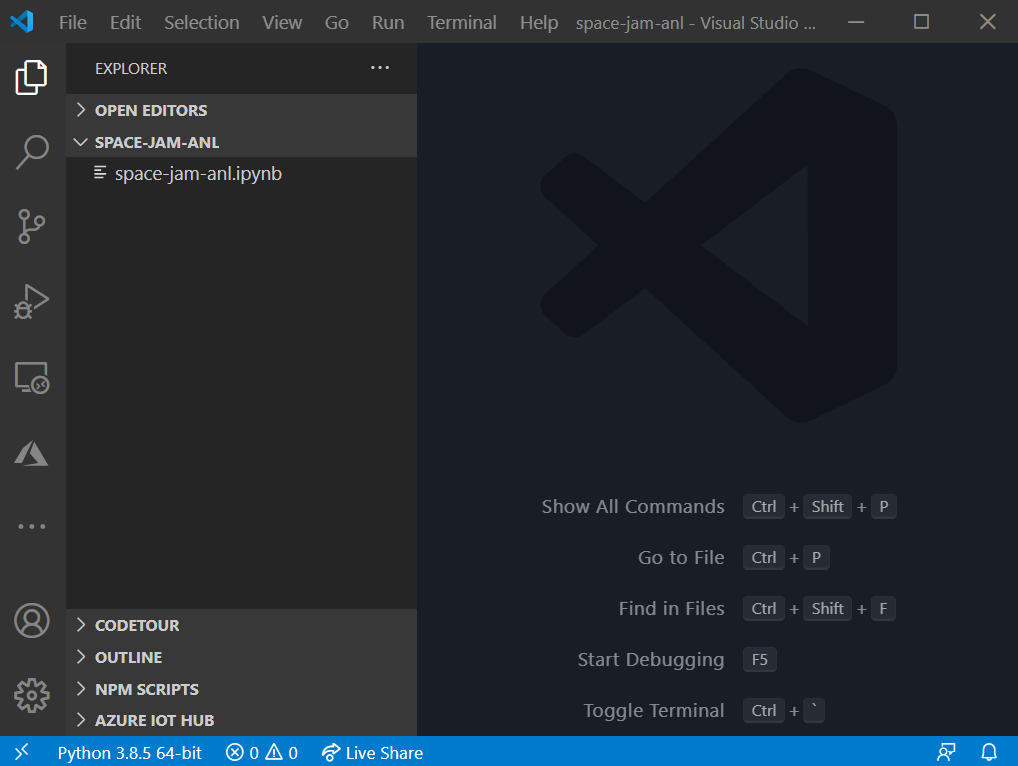 File Edit Selection View Go Run Terminal Help space-jam-anl - Visual Studio ...
EXPLORER
OPEN EDITORS
SPACE-JAM-ANL
space-jam-anl.ipynb
Show All Commands Ctrl + Shift + P
Go to File Ctrl + P
Find in Files Ctrl + Shift + F
Start Debugging F5
Toggle Terminal Ctrl + `
CODETOUR
OUTLINE
NPM SCRIPTS
AZURE IOT HUB
Python 3.8.5 64-bit 0 0 Live Share